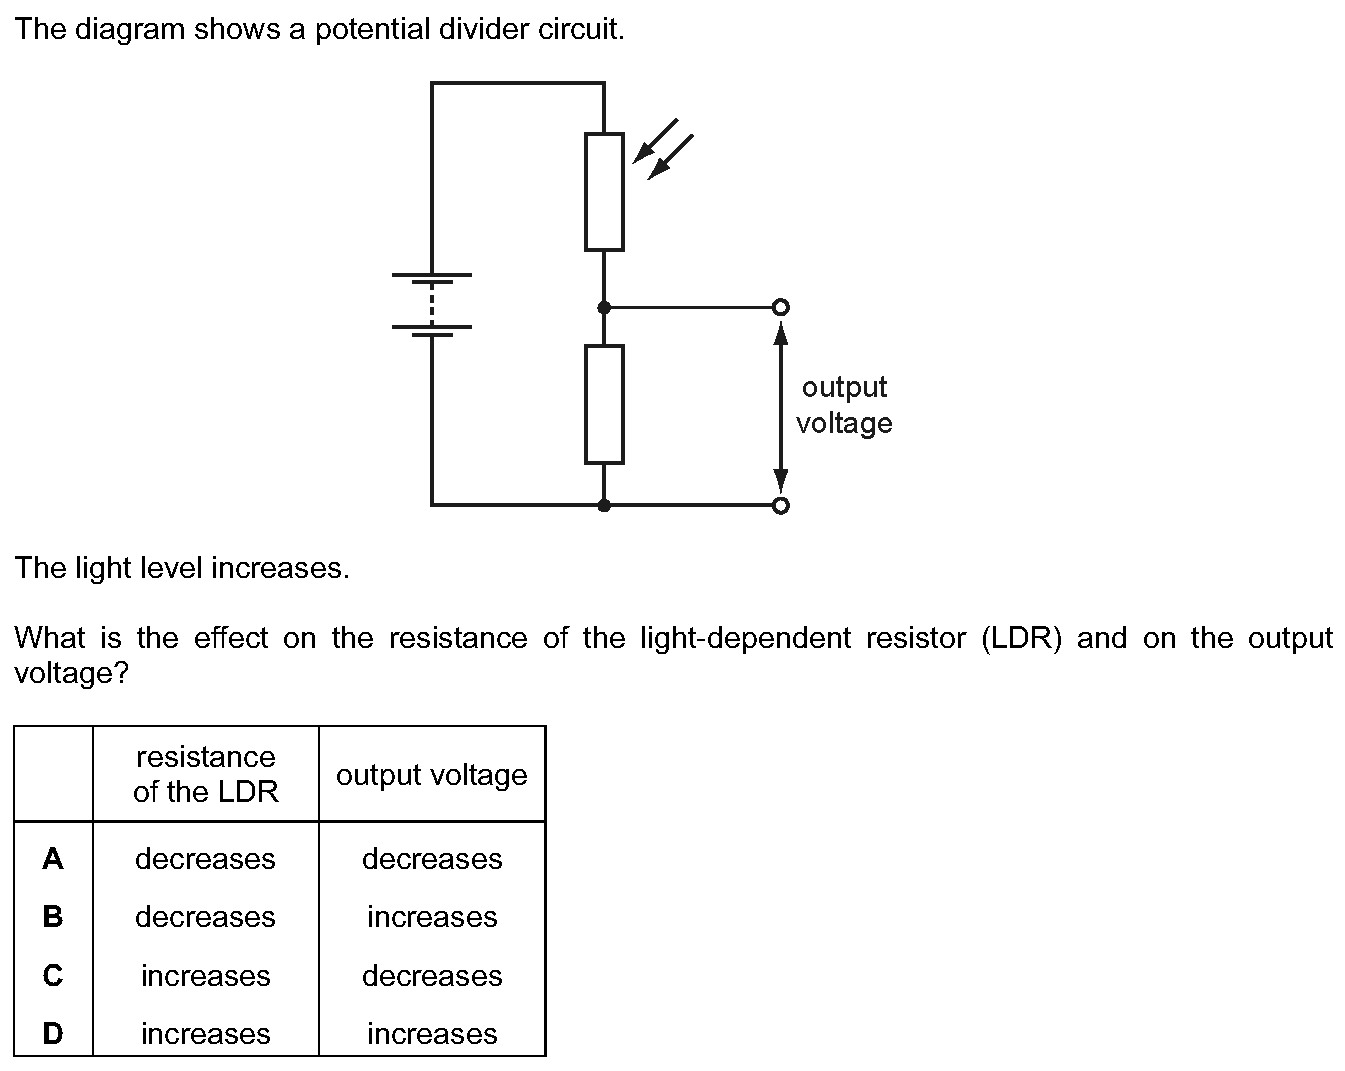 The diagram shows a potential divider circuit.
output
voltage
The light level increases.
What is the effect on the resistance of the light-dependent resistor (LDR) and on the output
voltage?
resistance
of the LDR
output voltage
A decreases decreases
B decreases increases
C increases decreases
D increases increases